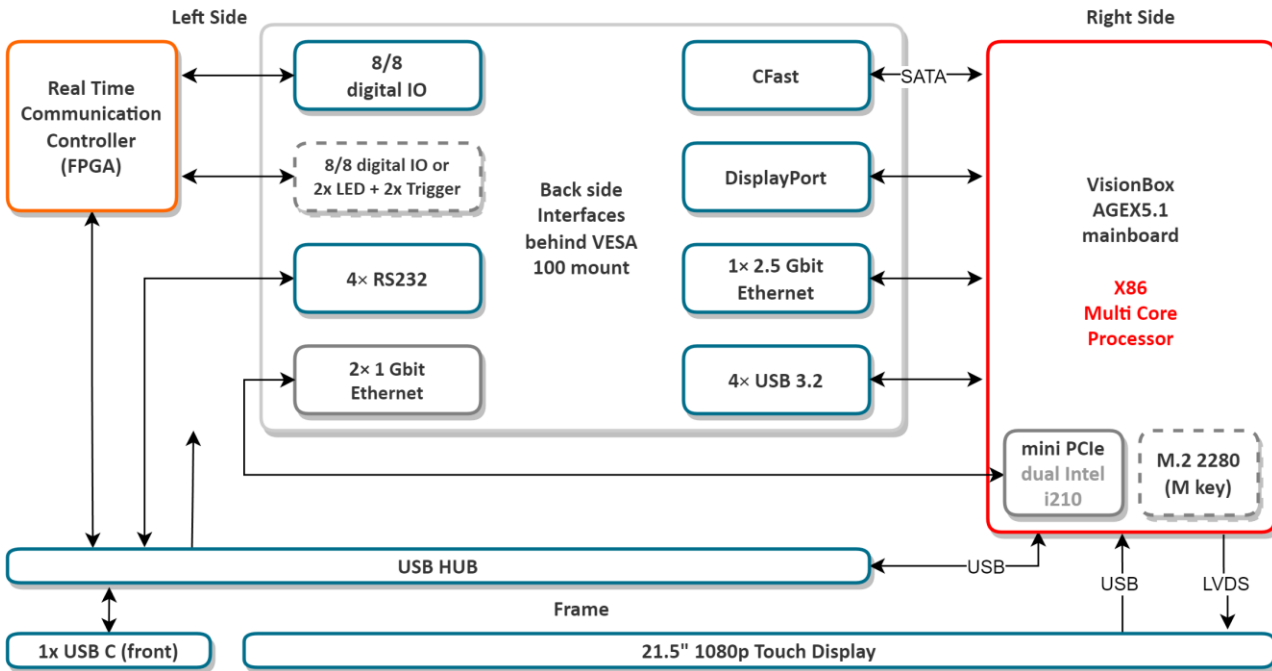 Left Side
Right Side
Real Time
Communication
Controller
(FPGA)
8/8
digital IO
8/8 digital IO or
2x LED + 2x Trigger
4× RS232
2× 1 Gbit
Ethernet
Back side
Interfaces
behind VESA
100 mount
CFast
DisplayPort
1× 2.5 Gbit
Ethernet
4× USB 3.2
SATA
VisionBox
AGEX5.1
mainboard
X86
Multi Core
Processor
mini PCIe
dual Intel
i210
M.2 2280
(M key)
USB HUB
USB
USB
LVDS
Frame
1x USB C (front)
21.5" 1080p Touch Display